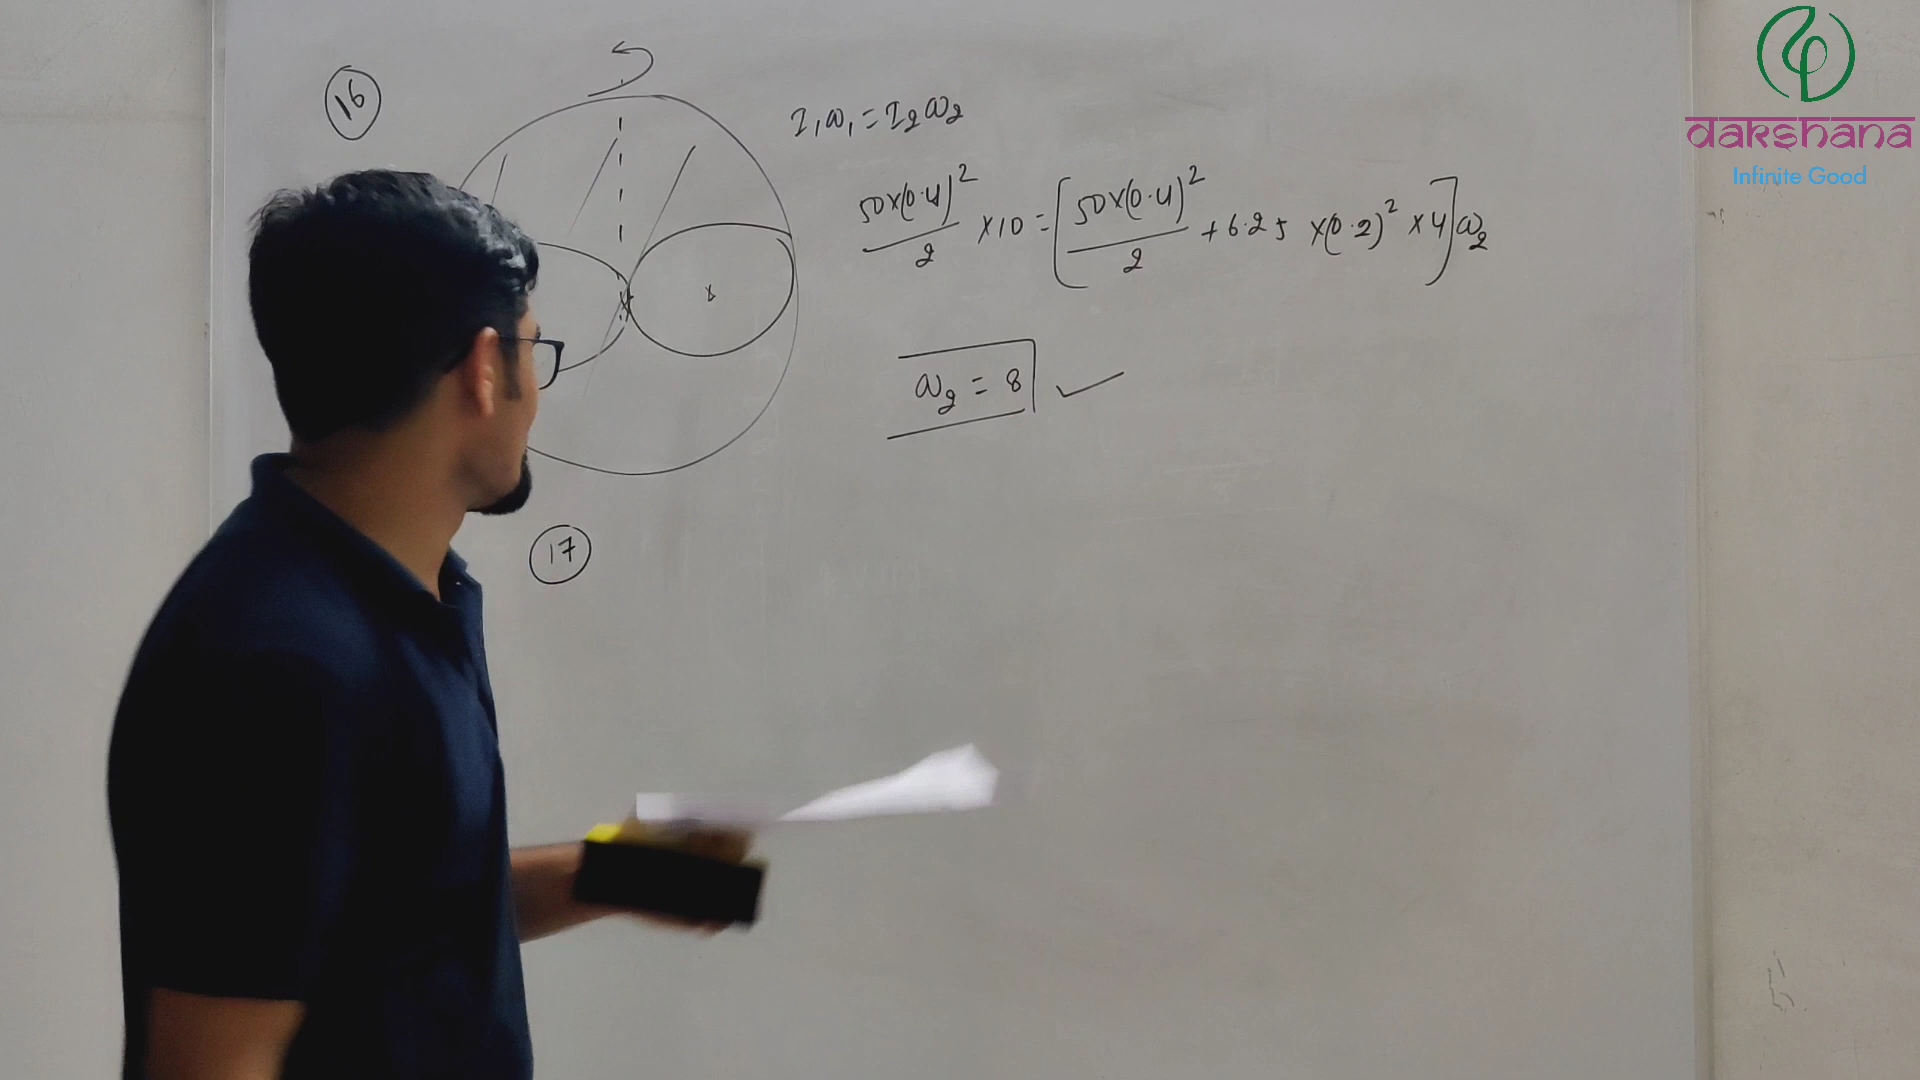 16
I₁ω₁ = I₂ω₂
50×(0.4)²/2 ×10 = [50×(0.4)²/2 + 6.25 ×(0.2)² ×4]ω₂
ω₂ = 8 ✓
17
dakshana
Infinite Good